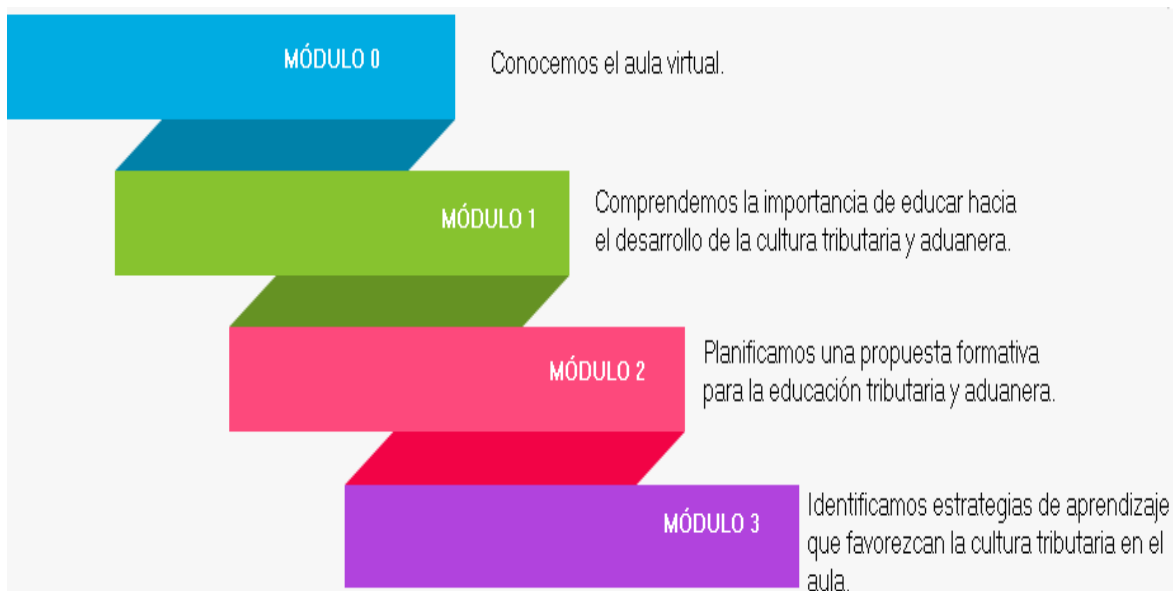 MÓDULO 0
Conocemos el aula virtual.
MÓDULO 1
Comprendemos la importancia de educar hacia
el desarrollo de la cultura tributaria y aduanera.
MÓDULO 2
Planificamos una propuesta formativa
para la educación tributaria y aduanera.
MÓDULO 3
Identificamos estrategias de aprendizaje
que favorezcan la cultura tributaria en el
aula.